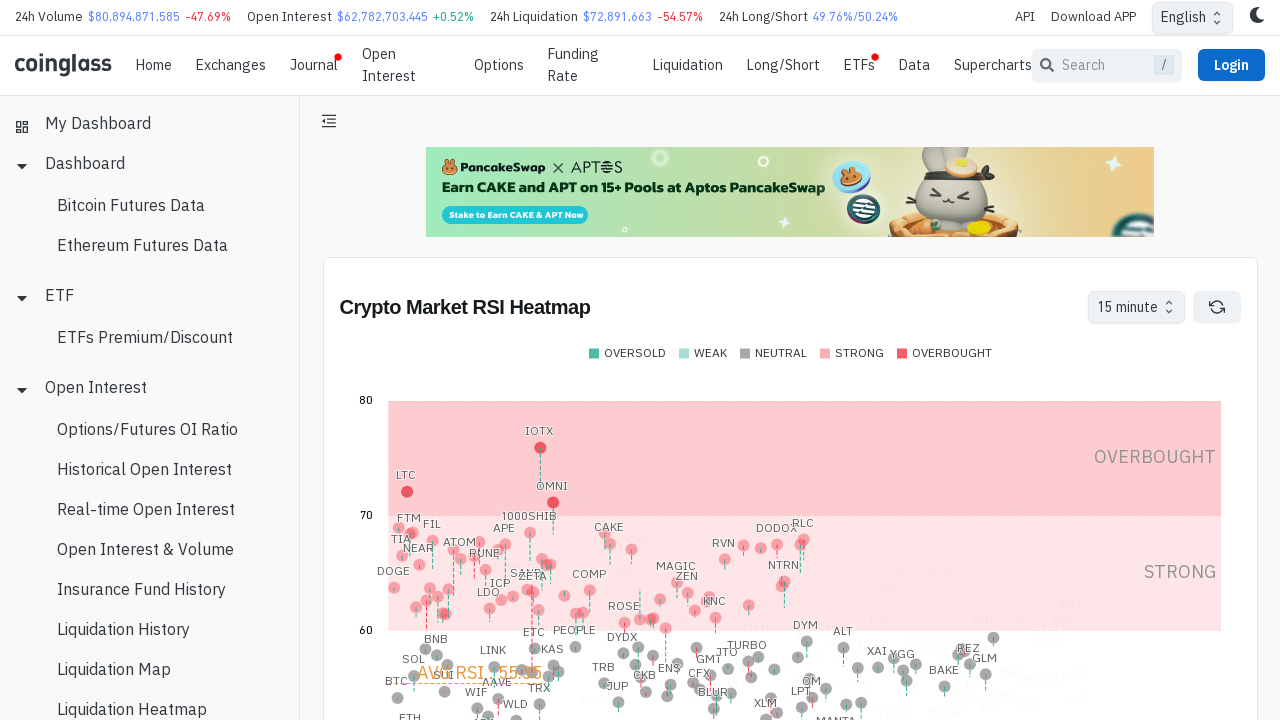 24h Volume $80,894,871,585 -47.69% Open Interest $62,782,703,445 +0.52% 24h Liquidation $72,891,663 -54.57% 24h Long/Short 49.76%/50.24% API Download APP English
coinglass Home Exchanges Journal Open Interest Options Funding Rate Liquidation Long/Short ETFs Data Supercharts Search / Login
My Dashboard
Dashboard
Bitcoin Futures Data
Ethereum Futures Data
ETF
ETFs Premium/Discount
Open Interest
Options/Futures OI Ratio
Historical Open Interest
Real-time Open Interest
Open Interest & Volume
Insurance Fund History
Liquidation History
Liquidation Map
Liquidation Heatmap
PancakeSwap × APTOS
Earn CAKE and APT on 15+ Pools at Aptos PancakeSwap
Stake to Earn CAKE & APT Now
Crypto Market RSI Heatmap 15 minute
OVERSOLD WEAK NEUTRAL STRONG OVERBOUGHT
80
IOTX
OVERBOUGHT
LTC
OMNI
70
FTM 1000SHIB
FIL APE CAKE DODOX RLC
TIA ATOM RVN
NEAR RUNE
DOGE ZETA COMP MAGIC NTRN STRONG
ICP ZEN
LDO KNC
ROSE
60
BNB ETC PEOPLE DYDX DYM ALT
LINK KAS JTO TURBO XAI YGG REZ
SOL GMT GLM
AVG RSI : 55.35
SUI TRB ENS CFX BAKE
BTC AAVE TRX JUP CKB OM
WIF BLUR LPT
WLD XLM
ETH MANTA